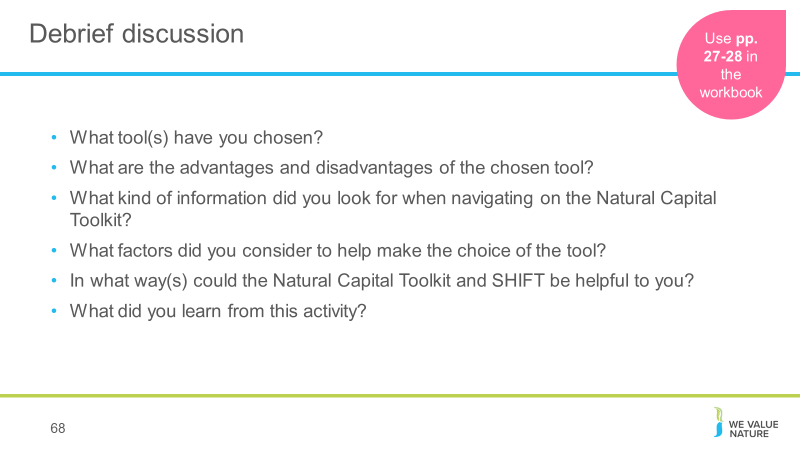 Debrief discussion
Use pp.
27-28 in
the
workbook
• What tool(s) have you chosen?
• What are the advantages and disadvantages of the chosen tool?
• What kind of information did you look for when navigating on the Natural Capital
Toolkit?
• What factors did you consider to help make the choice of the tool?
• In what way(s) could the Natural Capital Toolkit and SHIFT be helpful to you?
• What did you learn from this activity?
68
WE VALUE
NATURE